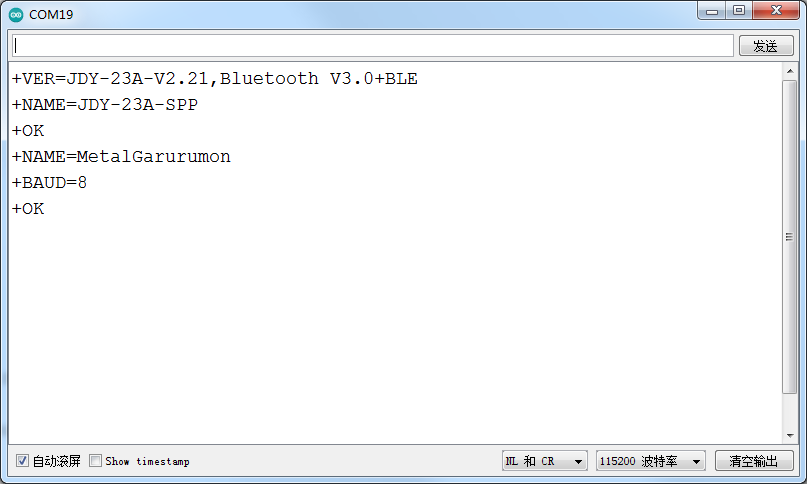 COM19
发送
+VER=JDY-23A-V2.21,Bluetooth V3.0+BLE
+NAME=JDY-23A-SPP
+OK
+NAME=MetalGarurumon
+BAUD=8
+OK
自动滚屏 Show timestamp NL 和 CR 115200 波特率 清空输出